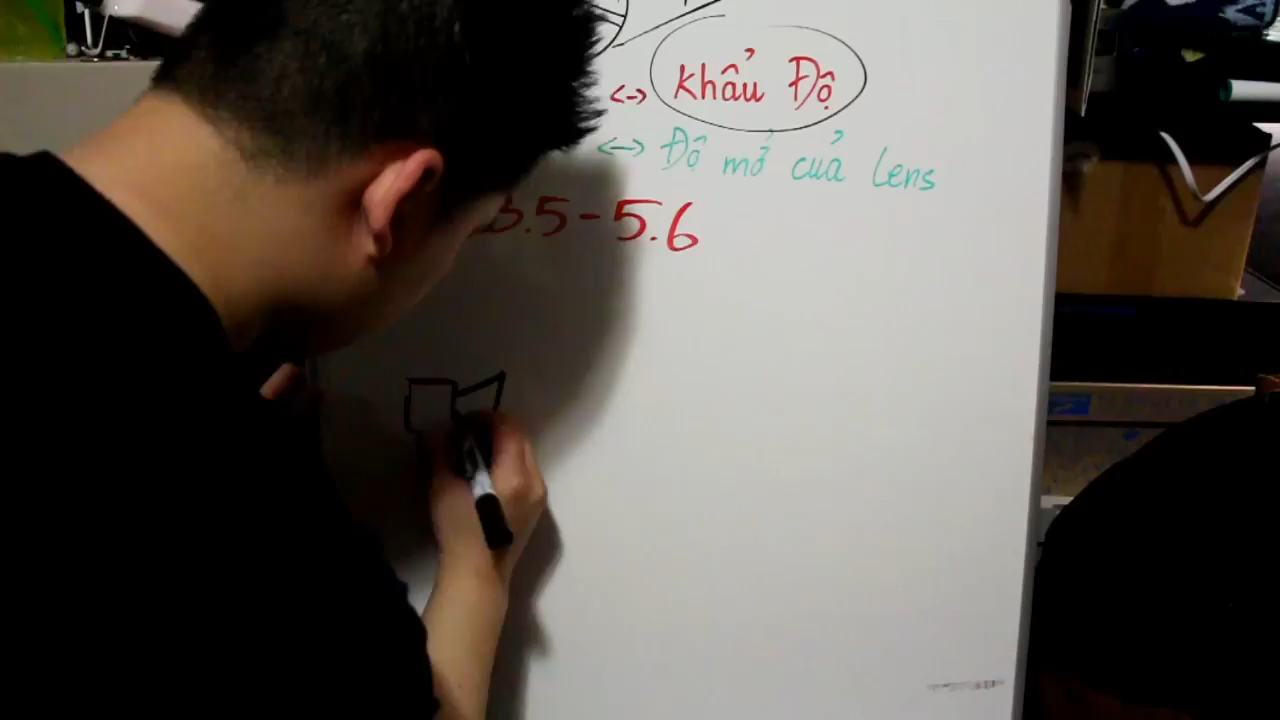 <-> Khẩu Độ
<-> Độ mở của Lens
3.5-5.6